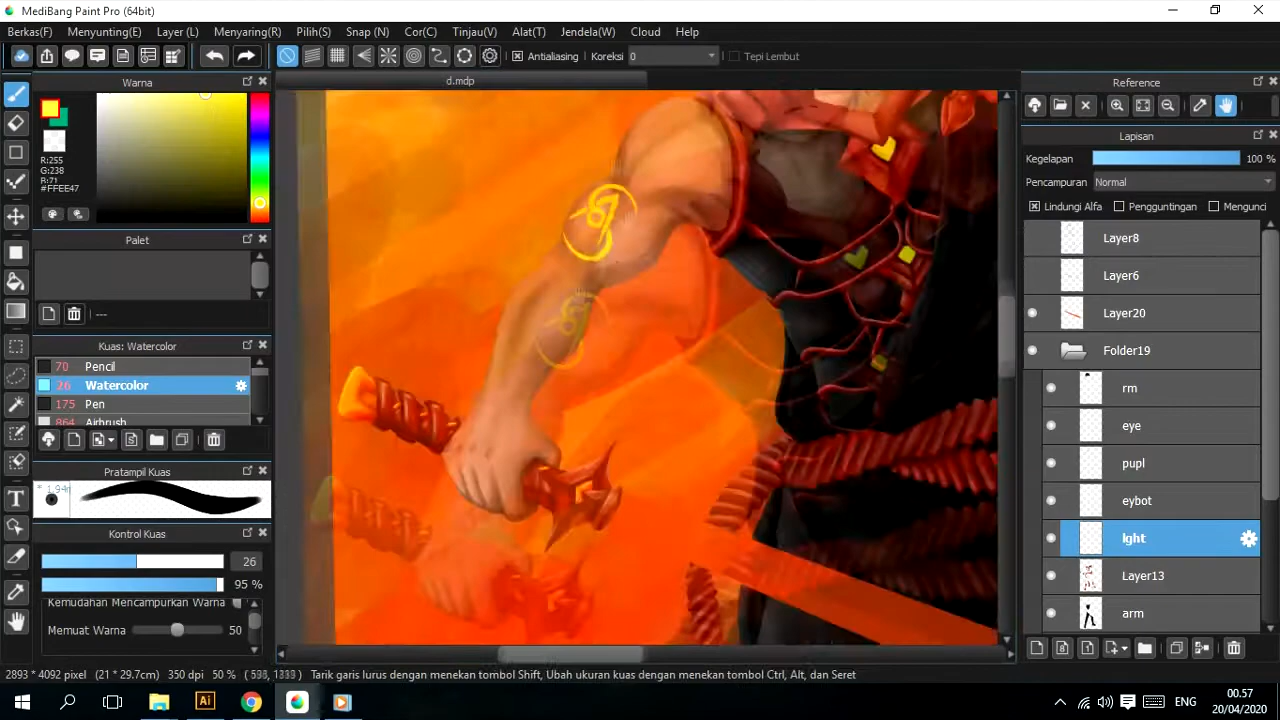 MediBang Paint Pro (64bit)
Berkas(F) Menyunting(E) Layer (L) Menyaring(R) Pilih(S) Snap (N) Cor(C) Tinjau(V) Alat(T) Jendela(W) Cloud Help
Antialiasing Koreksi 0 Tepi Lembut
d.mdp
Warna
R:255
G:238
B:71
#FFEE47
Palet
---
Kuas: Watercolor
70 Pencil
26 Watercolor
175 Pen
864 Airbrush
Pratampil Kuas
Kontrol Kuas
26
95 %
Kemudahan Mencampurkan Warna
Memuat Warna 50
Reference
Lapisan
Kegelapan 100 %
Pencampuran Normal
Lindungi Alfa Penggguntingan Mengunci
Layer8
Layer6
Layer20
Folder19
rm
eye
pupl
eybot
lght
Layer13
arm
2893 * 4092 pixel (21 * 29.7cm) 350 dpi 50 % Tarik garis lurus dengan menekan tombol Shift, Ubah ukuran kuas dengan menekan tombol Ctrl, Alt, dan Seret
Ai
ENG
00.57
20/04/2020